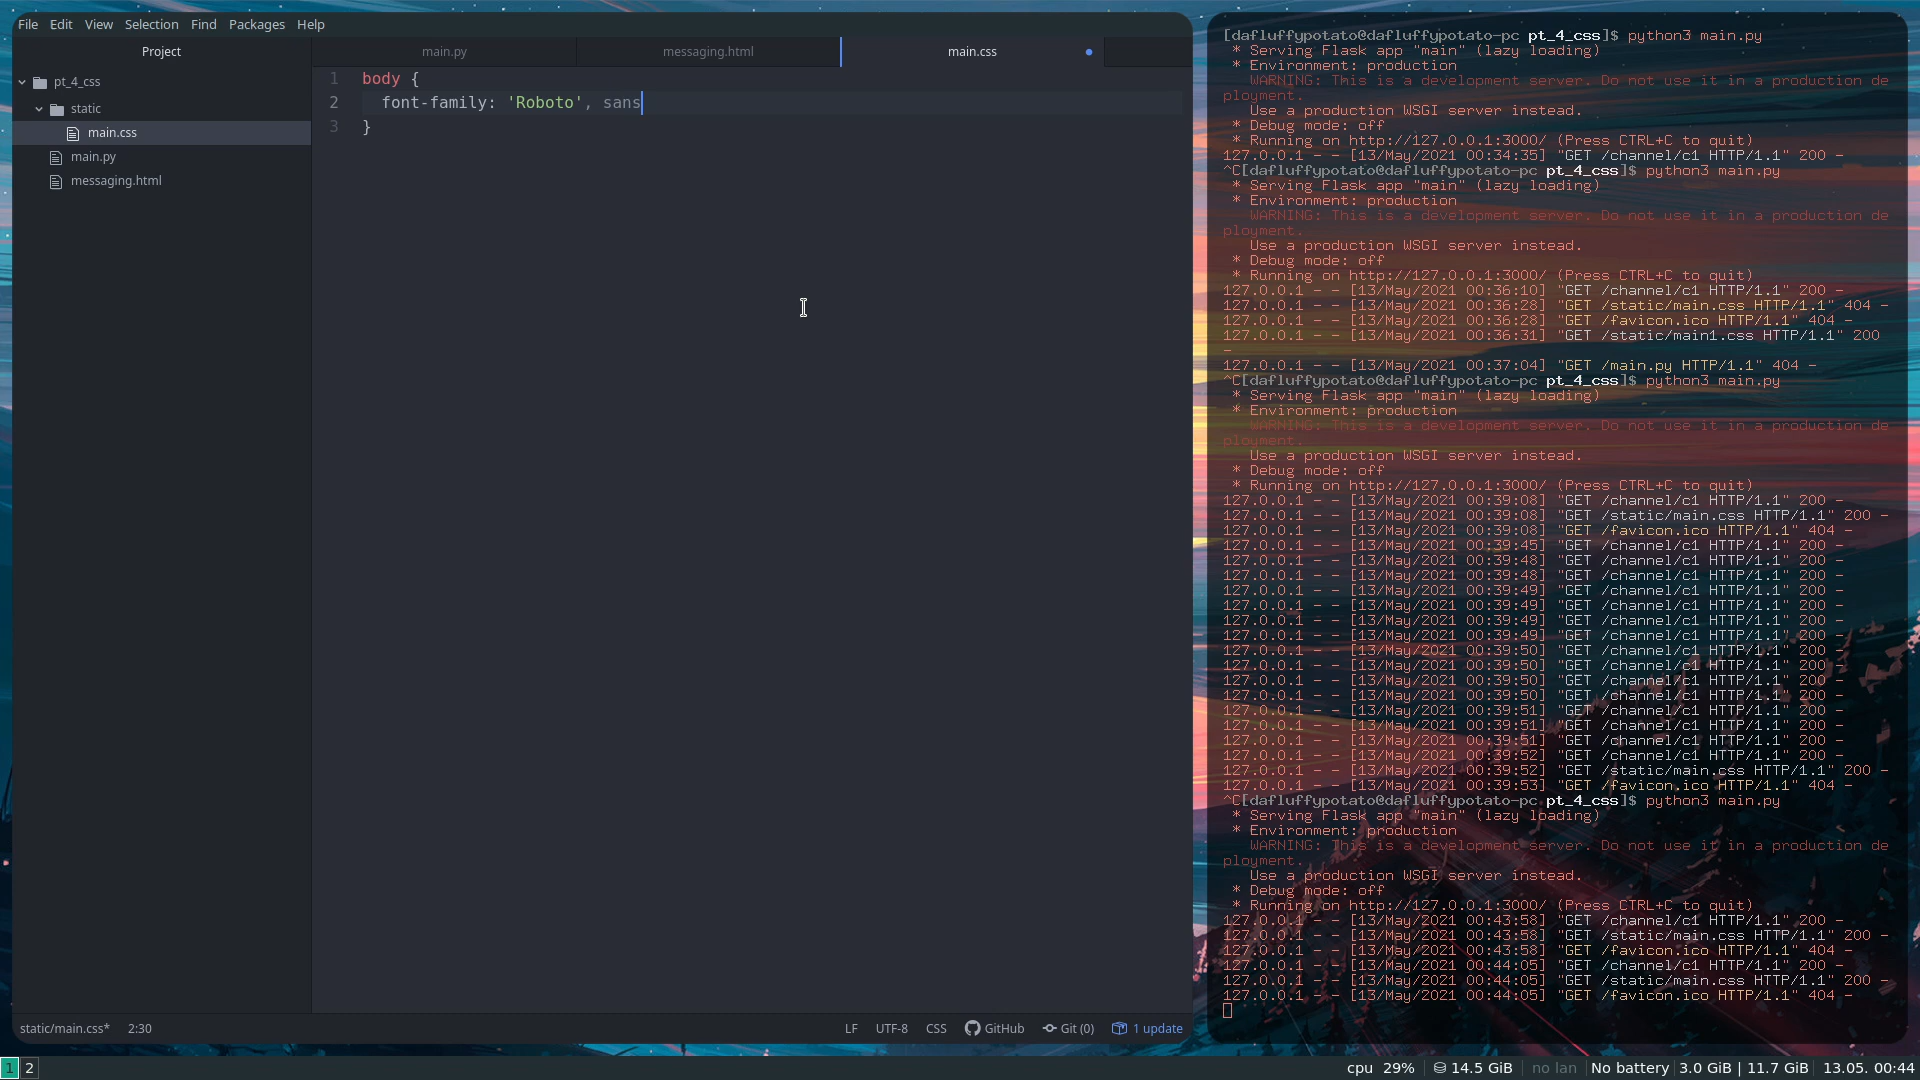 File Edit View Selection Find Packages Help
Project
pt_4_css
static
main.css
main.py
messaging.html
main.py messaging.html main.css
1 body {
2 font-family: 'Roboto', sans
3 }
static/main.css* 2:30
LF UTF-8 CSS GitHub Git (0) 1 update
[dafluffypotato@dafluffypotato-pc pt_4_css]$ python3 main.py
* Serving Flask app "main" (lazy loading)
* Environment: production
WARNING: This is a development server. Do not use it in a production de
ployment.
Use a production WSGI server instead.
* Debug mode: off
* Running on http://127.0.0.1:3000/ (Press CTRL+C to quit)
127.0.0.1 - - [13/May/2021 00:34:35] "GET /channel/c1 HTTP/1.1" 200 -
^C[dafluffypotato@dafluffypotato-pc pt_4_css]$ python3 main.py
* Serving Flask app "main" (lazy loading)
* Environment: production
WARNING: This is a development server. Do not use it in a production de
ployment.
Use a production WSGI server instead.
* Debug mode: off
* Running on http://127.0.0.1:3000/ (Press CTRL+C to quit)
127.0.0.1 - - [13/May/2021 00:36:10] "GET /channel/c1 HTTP/1.1" 200 -
127.0.0.1 - - [13/May/2021 00:36:28] "GET /static/main.css HTTP/1.1" 404 -
127.0.0.1 - - [13/May/2021 00:36:28] "GET /favicon.ico HTTP/1.1" 404 -
127.0.0.1 - - [13/May/2021 00:36:31] "GET /static/main1.css HTTP/1.1" 200
-
127.0.0.1 - - [13/May/2021 00:37:04] "GET /main.py HTTP/1.1" 404 -
^C[dafluffypotato@dafluffypotato-pc pt_4_css]$ python3 main.py
* Serving Flask app "main" (lazy loading)
* Environment: production
WARNING: This is a development server. Do not use it in a production de
ployment.
Use a production WSGI server instead.
* Debug mode: off
* Running on http://127.0.0.1:3000/ (Press CTRL+C to quit)
127.0.0.1 - - [13/May/2021 00:39:08] "GET /channel/c1 HTTP/1.1" 200 -
127.0.0.1 - - [13/May/2021 00:39:08] "GET /static/main.css HTTP/1.1" 200 -
127.0.0.1 - - [13/May/2021 00:39:08] "GET /favicon.ico HTTP/1.1" 404 -
127.0.0.1 - - [13/May/2021 00:39:45] "GET /channel/c1 HTTP/1.1" 200 -
127.0.0.1 - - [13/May/2021 00:39:48] "GET /channel/c1 HTTP/1.1" 200 -
127.0.0.1 - - [13/May/2021 00:39:48] "GET /channel/c1 HTTP/1.1" 200 -
127.0.0.1 - - [13/May/2021 00:39:49] "GET /channel/c1 HTTP/1.1" 200 -
127.0.0.1 - - [13/May/2021 00:39:49] "GET /channel/c1 HTTP/1.1" 200 -
127.0.0.1 - - [13/May/2021 00:39:49] "GET /channel/c1 HTTP/1.1" 200 -
127.0.0.1 - - [13/May/2021 00:39:49] "GET /channel/c1 HTTP/1.1" 200 -
127.0.0.1 - - [13/May/2021 00:39:50] "GET /channel/c1 HTTP/1.1" 200 -
127.0.0.1 - - [13/May/2021 00:39:50] "GET /channel/c1 HTTP/1.1" 200 -
127.0.0.1 - - [13/May/2021 00:39:50] "GET /channel/c1 HTTP/1.1" 200 -
127.0.0.1 - - [13/May/2021 00:39:50] "GET /channel/c1 HTTP/1.1" 200 -
127.0.0.1 - - [13/May/2021 00:39:51] "GET /channel/c1 HTTP/1.1" 200 -
127.0.0.1 - - [13/May/2021 00:39:51] "GET /channel/c1 HTTP/1.1" 200 -
127.0.0.1 - - [13/May/2021 00:39:51] "GET /channel/c1 HTTP/1.1" 200 -
127.0.0.1 - - [13/May/2021 00:39:52] "GET /channel/c1 HTTP/1.1" 200 -
127.0.0.1 - - [13/May/2021 00:39:52] "GET /static/main.css HTTP/1.1" 200 -
127.0.0.1 - - [13/May/2021 00:39:53] "GET /favicon.ico HTTP/1.1" 404 -
^C[dafluffypotato@dafluffypotato-pc pt_4_css]$ python3 main.py
* Serving Flask app "main" (lazy loading)
* Environment: production
WARNING: This is a development server. Do not use it in a production de
ployment.
Use a production WSGI server instead.
* Debug mode: off
* Running on http://127.0.0.1:3000/ (Press CTRL+C to quit)
127.0.0.1 - - [13/May/2021 00:43:58] "GET /channel/c1 HTTP/1.1" 200 -
127.0.0.1 - - [13/May/2021 00:43:58] "GET /static/main.css HTTP/1.1" 200 -
127.0.0.1 - - [13/May/2021 00:43:58] "GET /favicon.ico HTTP/1.1" 404 -
127.0.0.1 - - [13/May/2021 00:44:05] "GET /channel/c1 HTTP/1.1" 200 -
127.0.0.1 - - [13/May/2021 00:44:05] "GET /static/main.css HTTP/1.1" 200 -
127.0.0.1 - - [13/May/2021 00:44:05] "GET /favicon.ico HTTP/1.1" 404 -
1 2
cpu 29% | 14.5 GiB | no lan | No battery | 3.0 GiB | 11.7 GiB | 13.05. 00:44